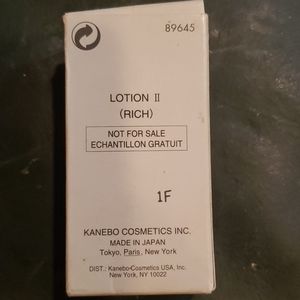 89645
LOTION II
(RICH)
NOT FOR SALE
ECHANTILLON GRATUIT
1F
KANEBO COSMETICS INC.
MADE IN JAPAN
Tokyo, Paris, New York
DIST.: Kanebo Cosmetics USA, Inc.
New York, NY 10022